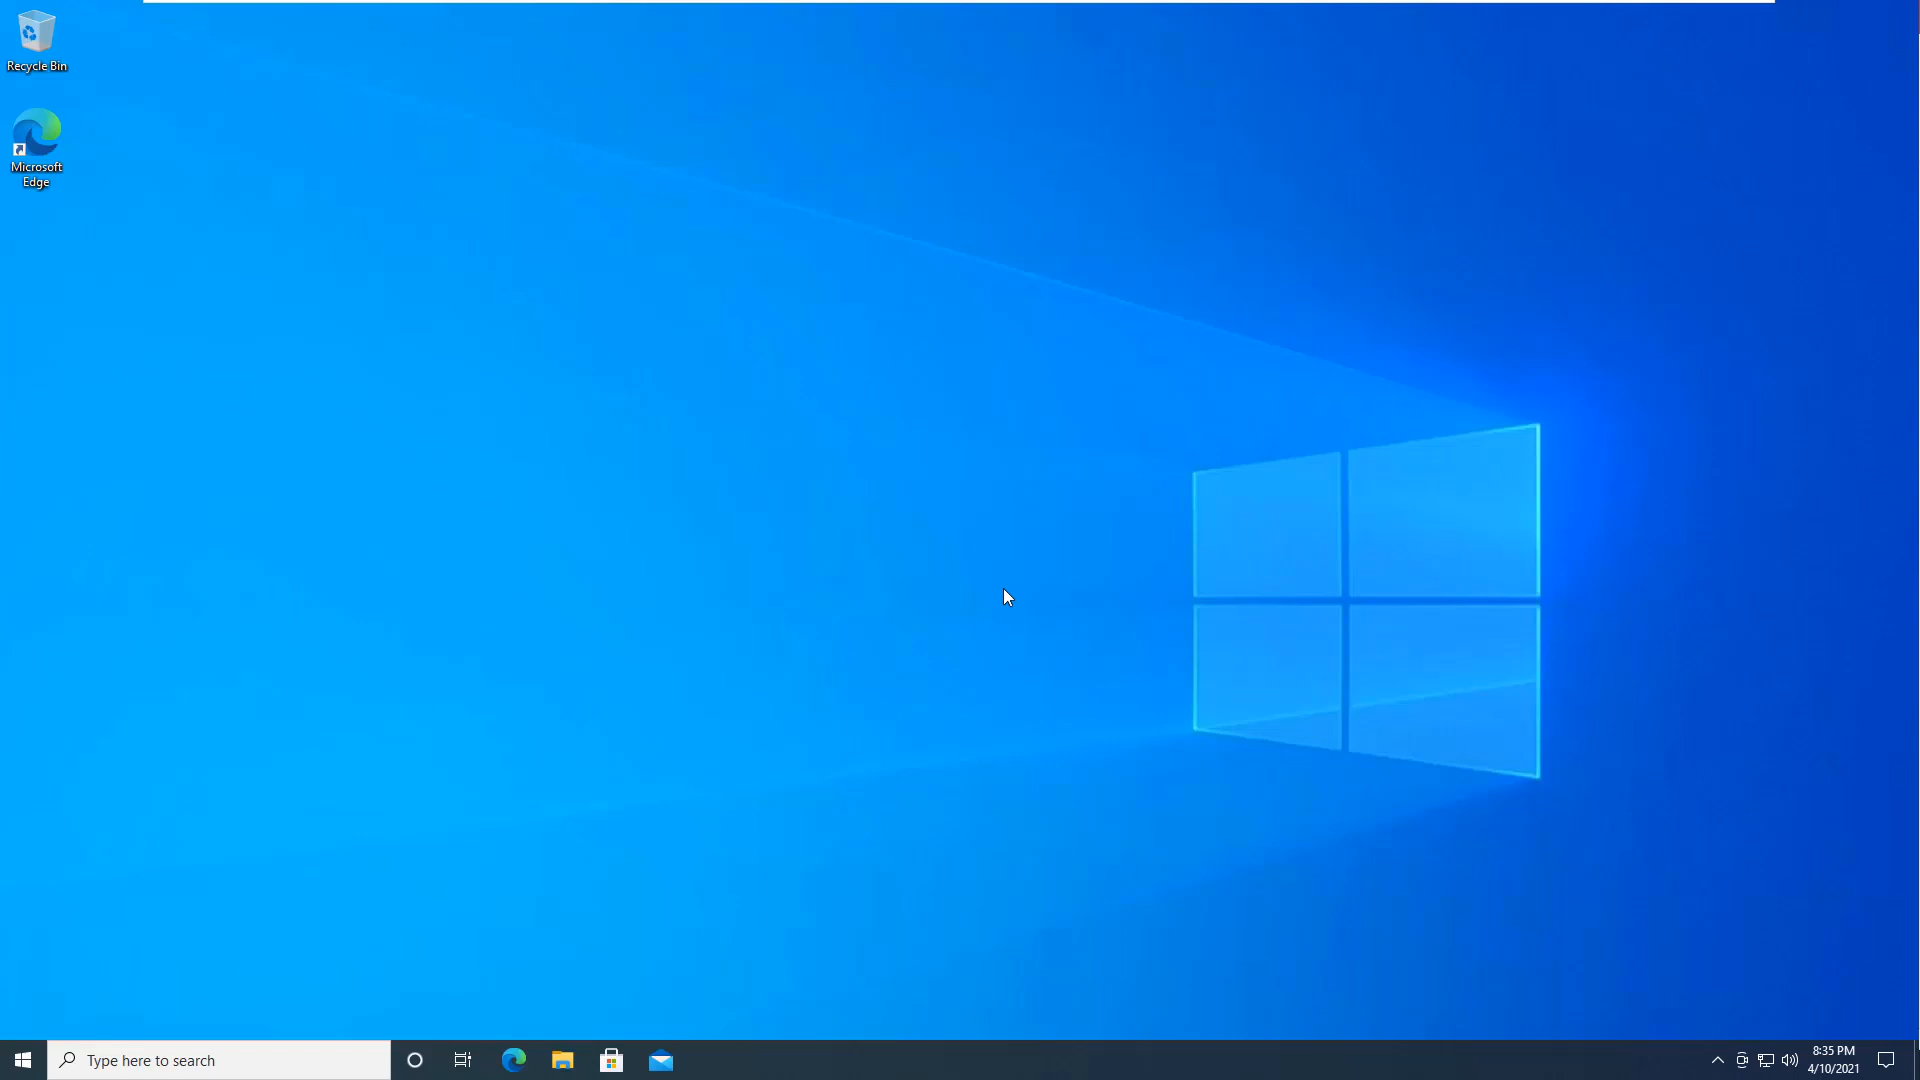 Recycle Bin
Microsoft
Edge
Type here to search
8:35 PM
4/10/2021